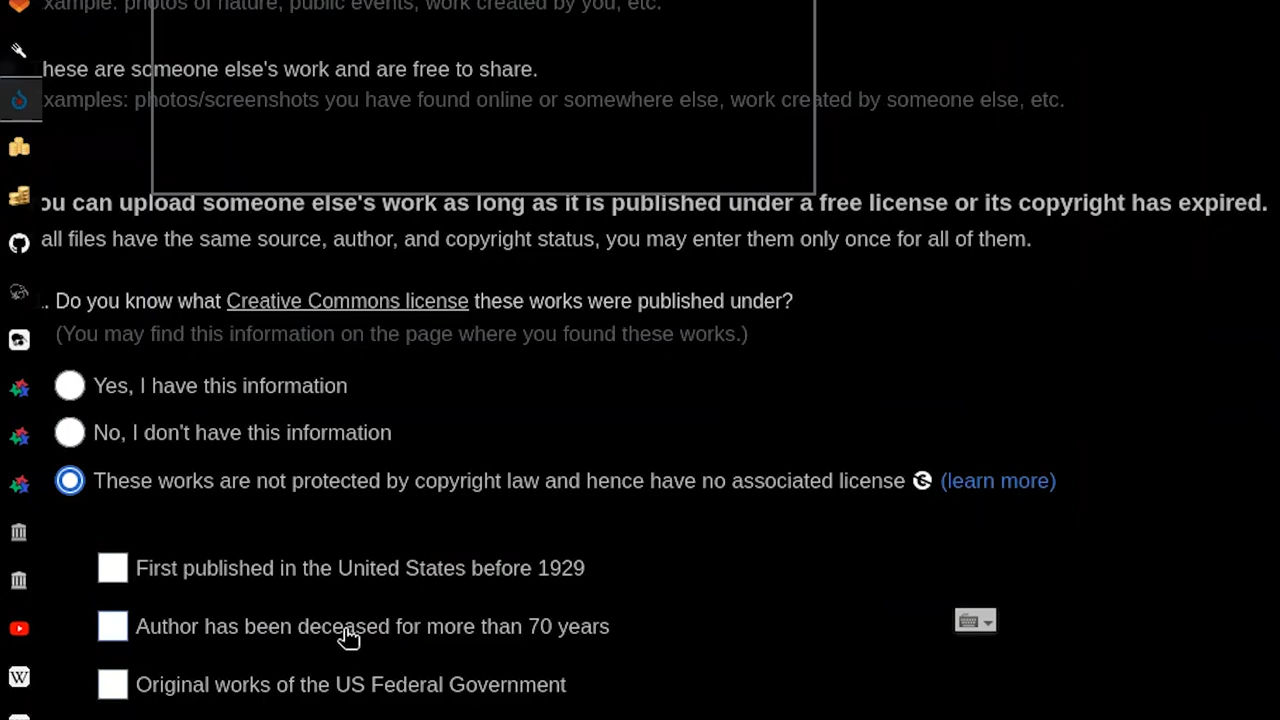 xample: photos of nature, public events, work created by you, etc.
hese are someone else's work and are free to share.
xamples: photos/screenshots you have found online or somewhere else, work created by someone else, etc.
ou can upload someone else's work as long as it is published under a free license or its copyright has expired.
all files have the same source, author, and copyright status, you may enter them only once for all of them.
. Do you know what Creative Commons license these works were published under?
(You may find this information on the page where you found these works.)
Yes, I have this information
No, I don't have this information
These works are not protected by copyright law and hence have no associated license (learn more)
First published in the United States before 1929
Author has been deceased for more than 70 years
Original works of the US Federal Government
W